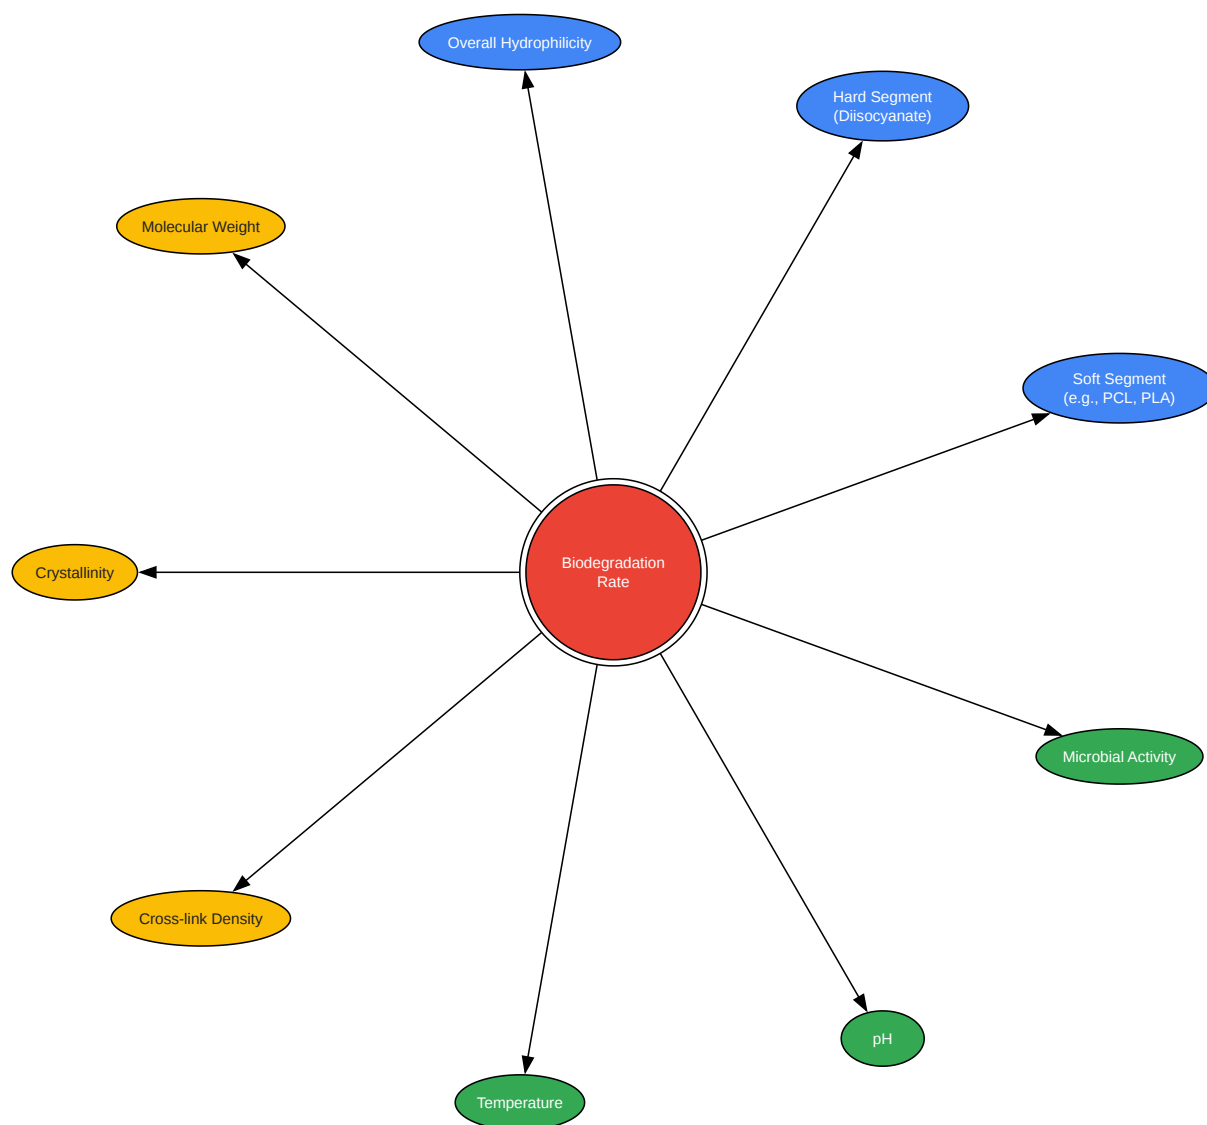 Overall Hydrophilicity
Hard Segment
(Diisocyanate)
Molecular Weight
Soft Segment
(e.g., PCL, PLA)
Biodegradation
Rate
Crystallinity
Microbial Activity
Cross-link Density
pH
Temperature